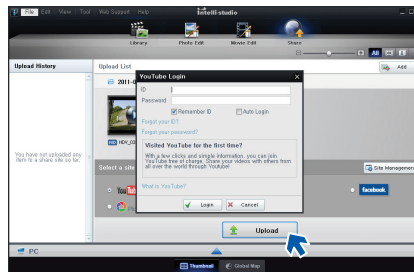 File Edit View Tool Web Support Help
intelli-studio
Library Photo Edit Movie Edit Share
All
Upload History
Upload List
Add
YouTube Login
ID
Password
Remember ID Auto Login
Forgot your ID?
Forgot your password?
Visited YouTube for the first time?
With a few clicks and simple information, you can join
YouTube free of charge. Share your videos with others from
all over the world through Youtube!
What is YouTube?
Login Cancel
You have not uploaded any
item to a share site so far.
Select a site
Site Managemen
You
facebook
Upload
PC
Thumbnail Global Map